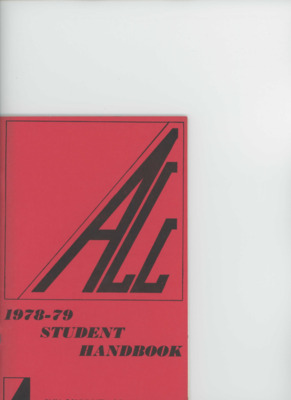 ACC
1978-79
STUDENT
HANDBOOK